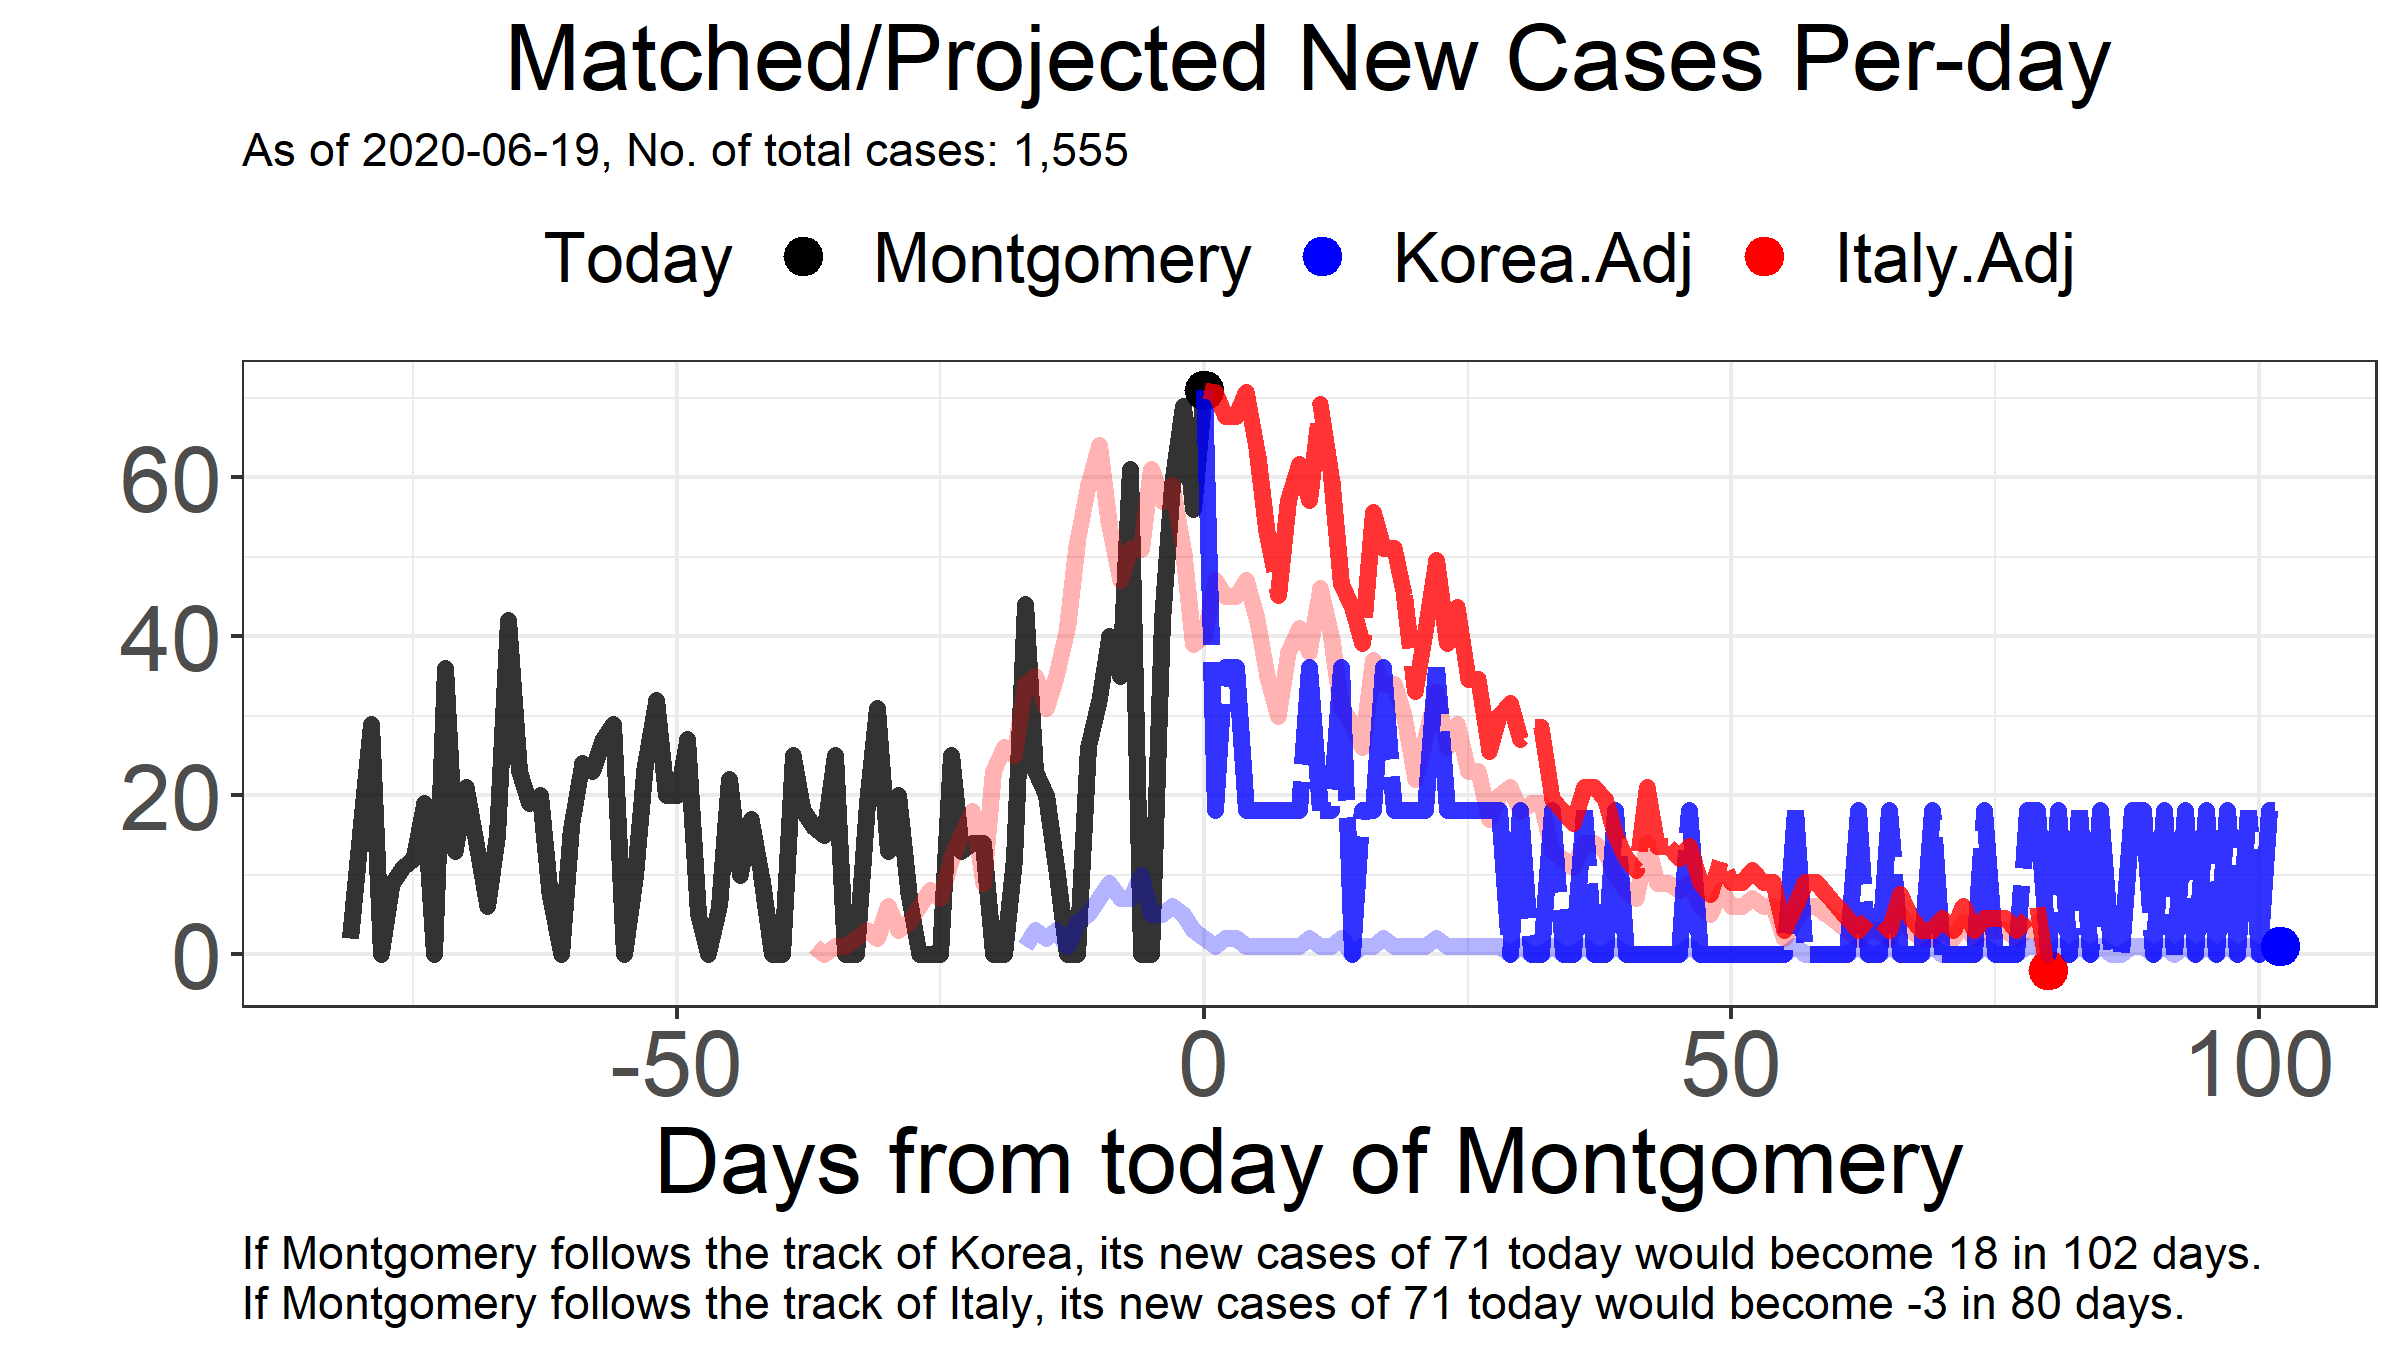 Matched/Projected New Cases Per-day
As of 2020-06-19, No. of total cases: 1,555
Today Montgomery Korea.Adj Italy.Adj
60
40
20
0
-50 0 50 100
Days from today of Montgomery
If Montgomery follows the track of Korea, its new cases of 71 today would become 18 in 102 days.
If Montgomery follows the track of Italy, its new cases of 71 today would become -3 in 80 days.